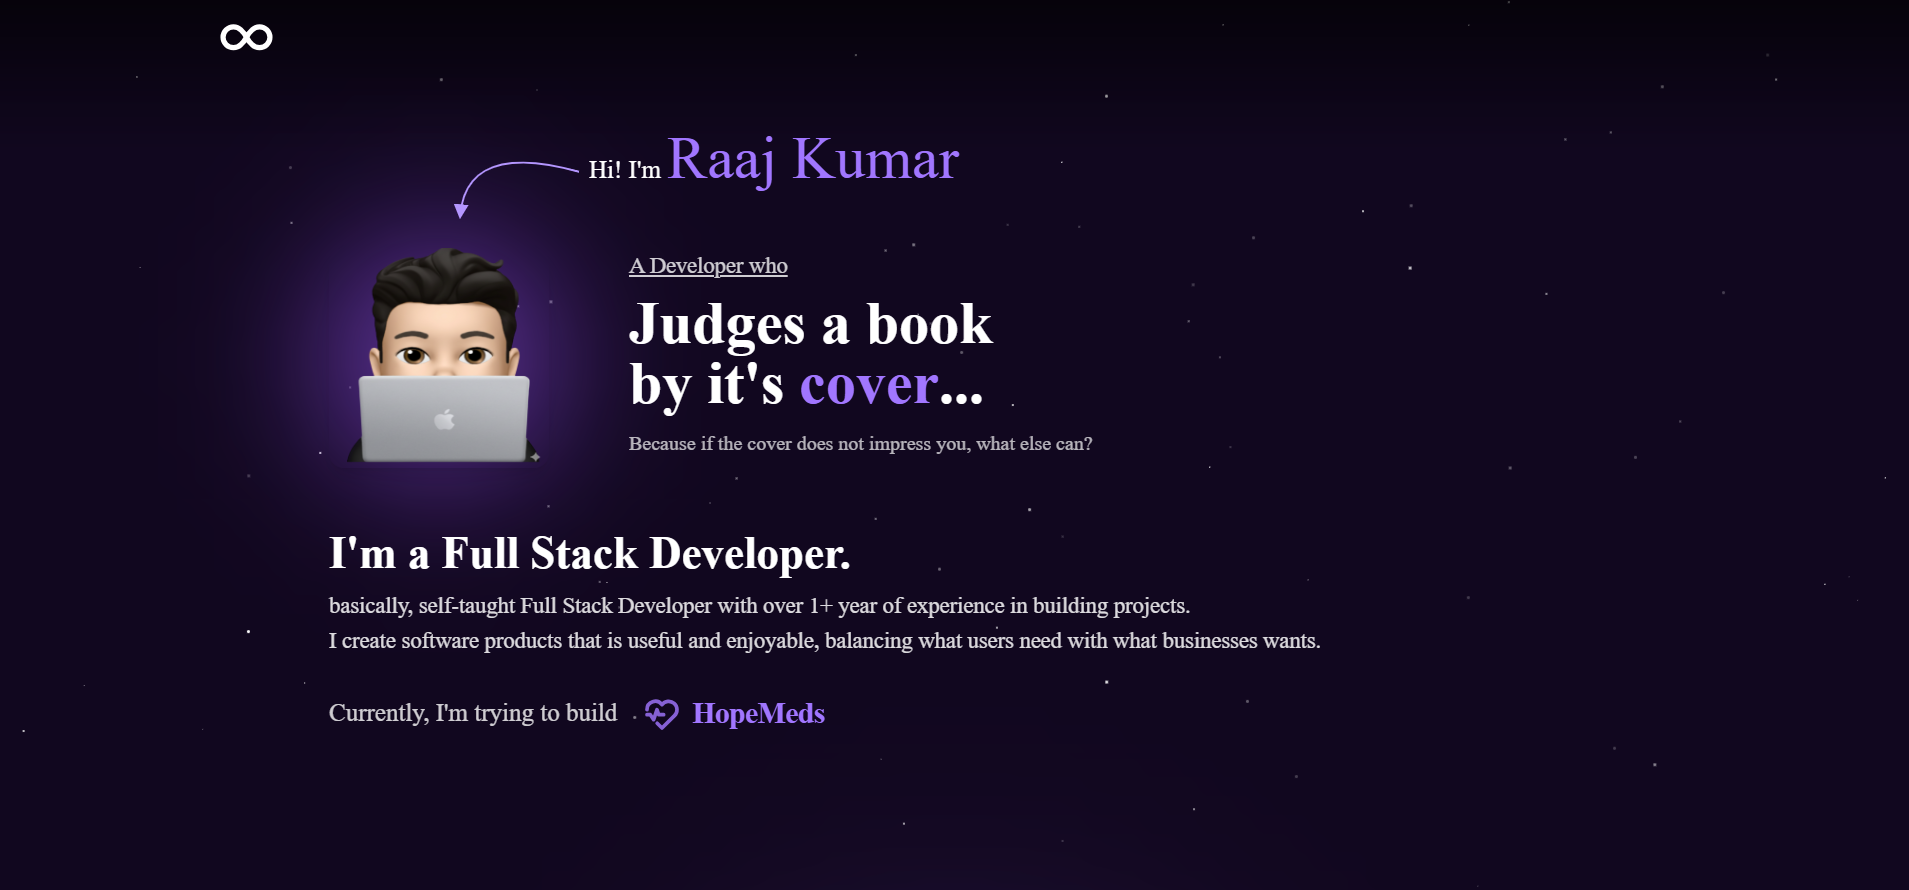 Hi! I'm Raaj Kumar
A Developer who
Judges a book
by it's cover...
Because if the cover does not impress you, what else can?
I'm a Full Stack Developer.
basically, self-taught Full Stack Developer with over 1+ year of experience in building projects.
I create software products that is useful and enjoyable, balancing what users need with what businesses wants.
Currently, I'm trying to build HopeMeds